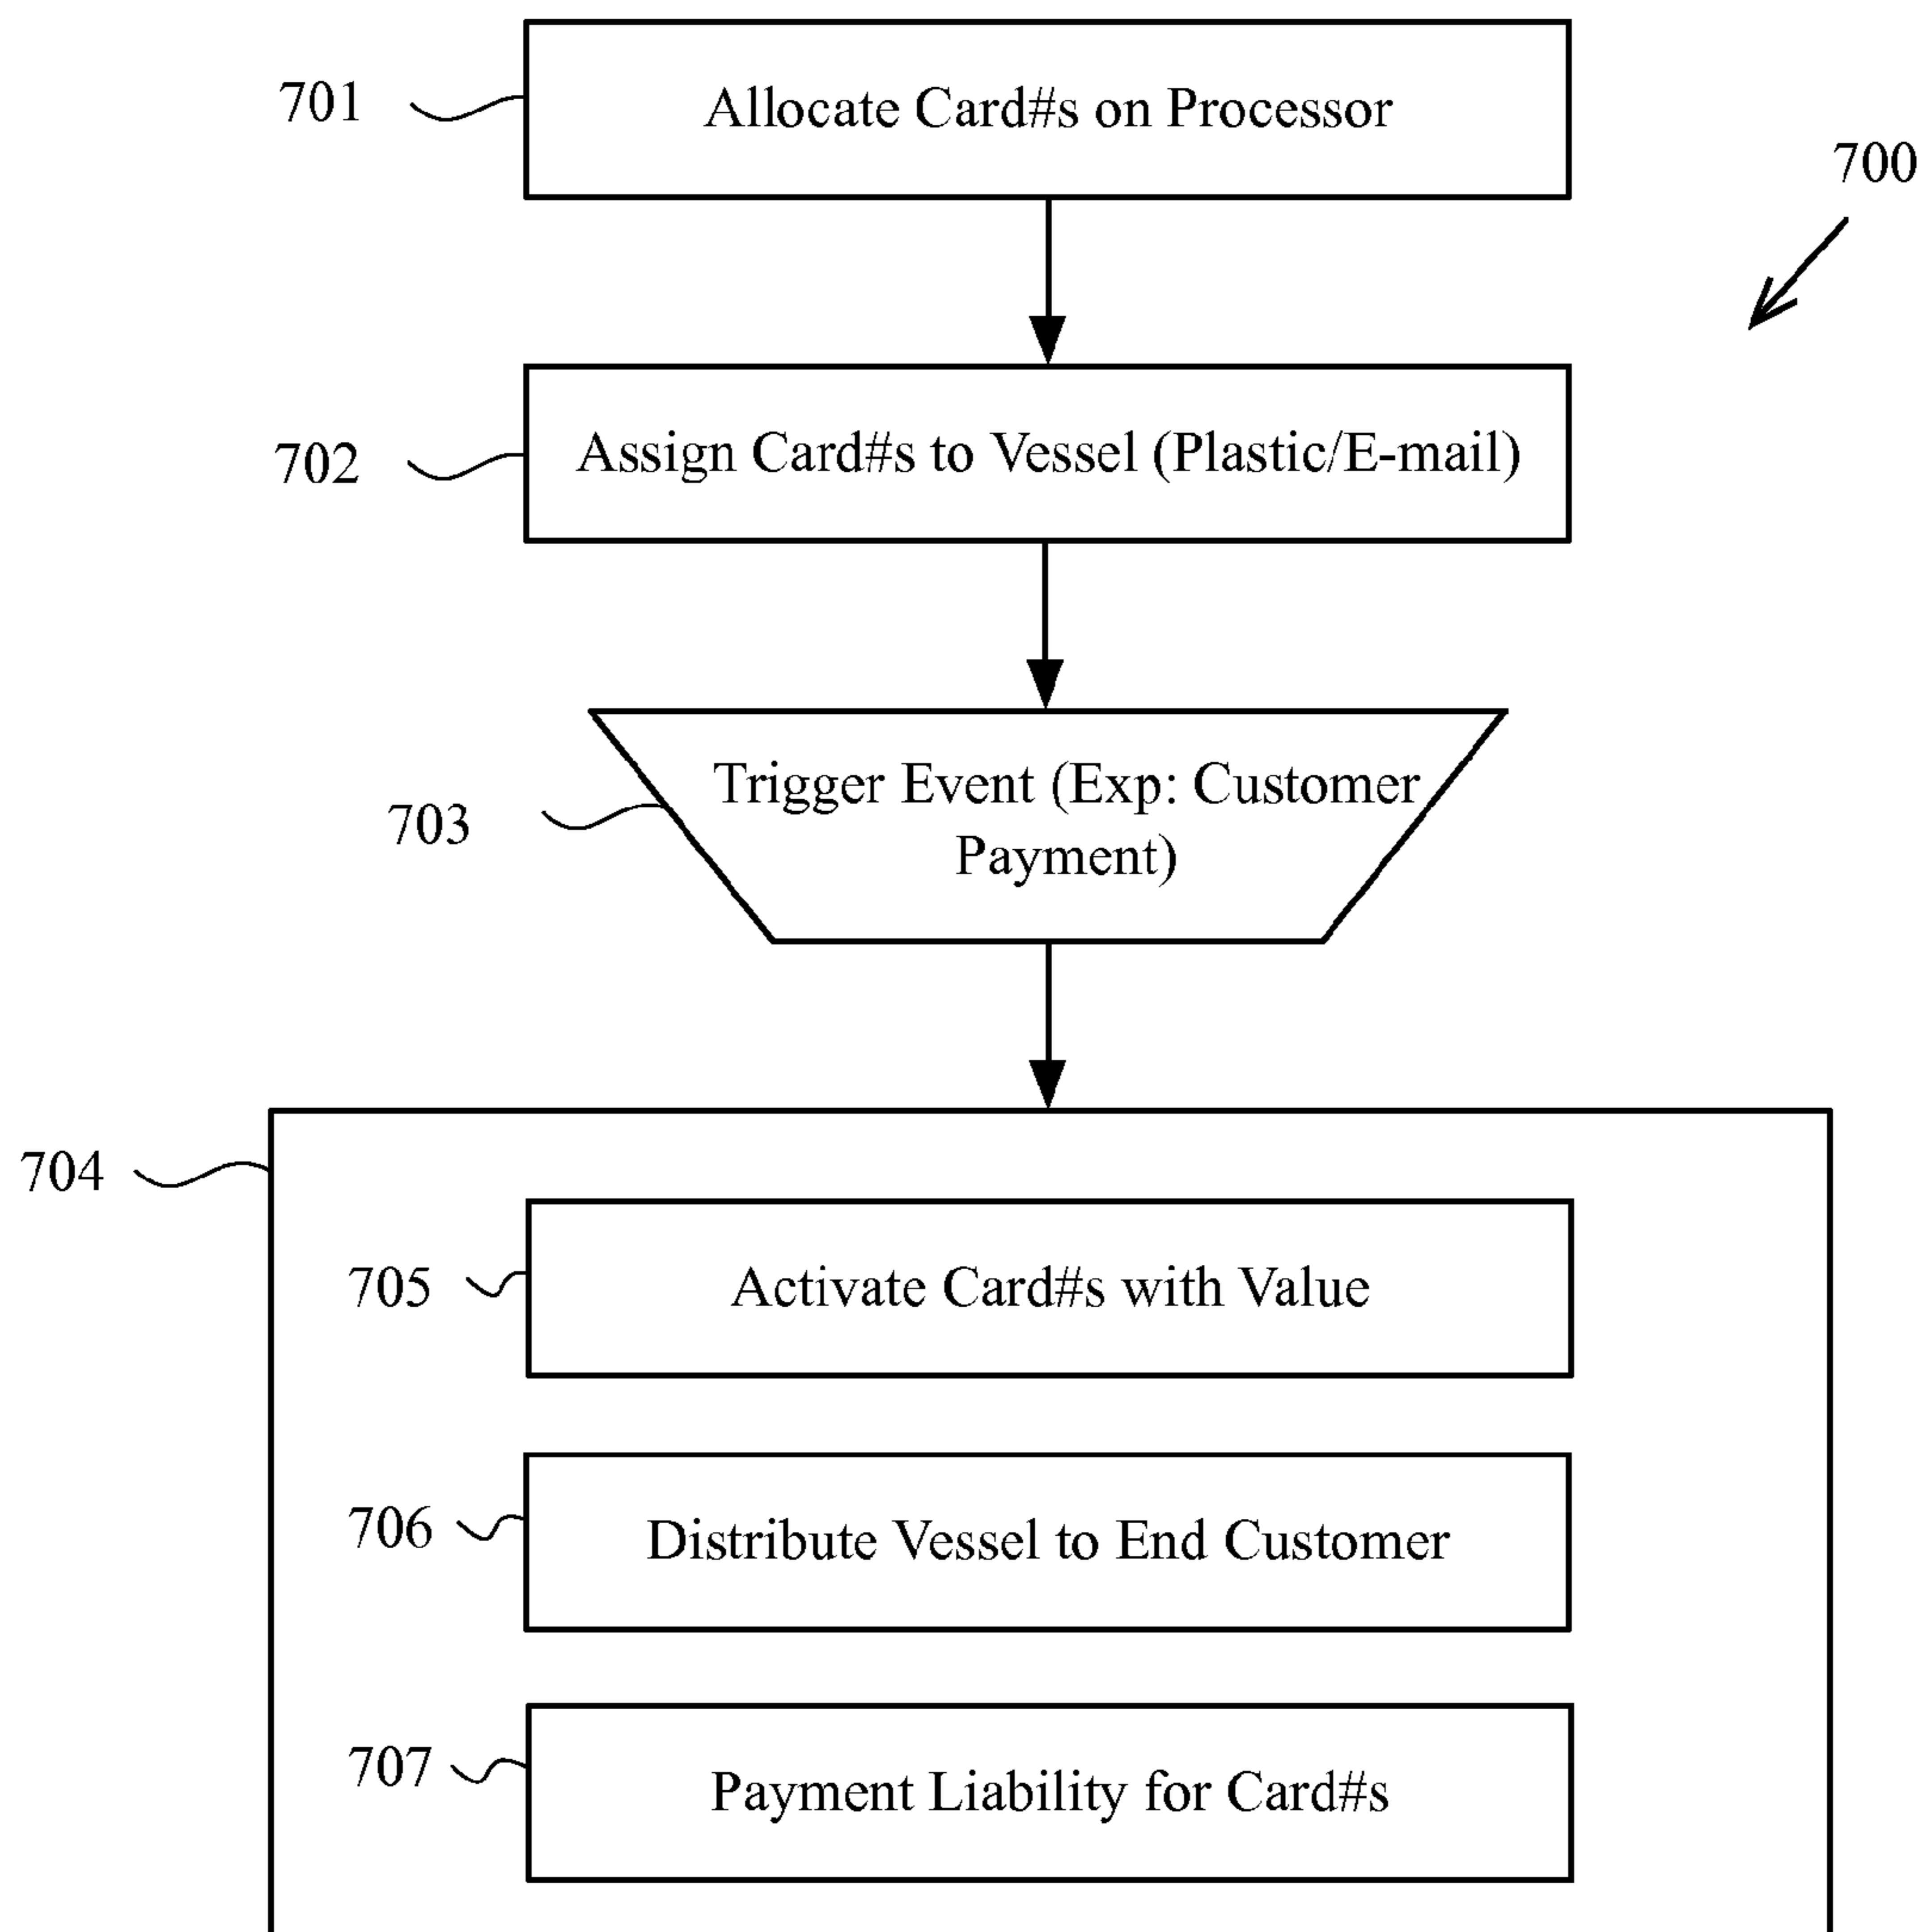 701
Allocate Card#s on Processor
700
702
Assign Card#s to Vessel (Plastic/E-mail)
703
Trigger Event (Exp: Customer
Payment)
704
705
Activate Card#s with Value
706
Distribute Vessel to End Customer
707
Payment Liability for Card#s